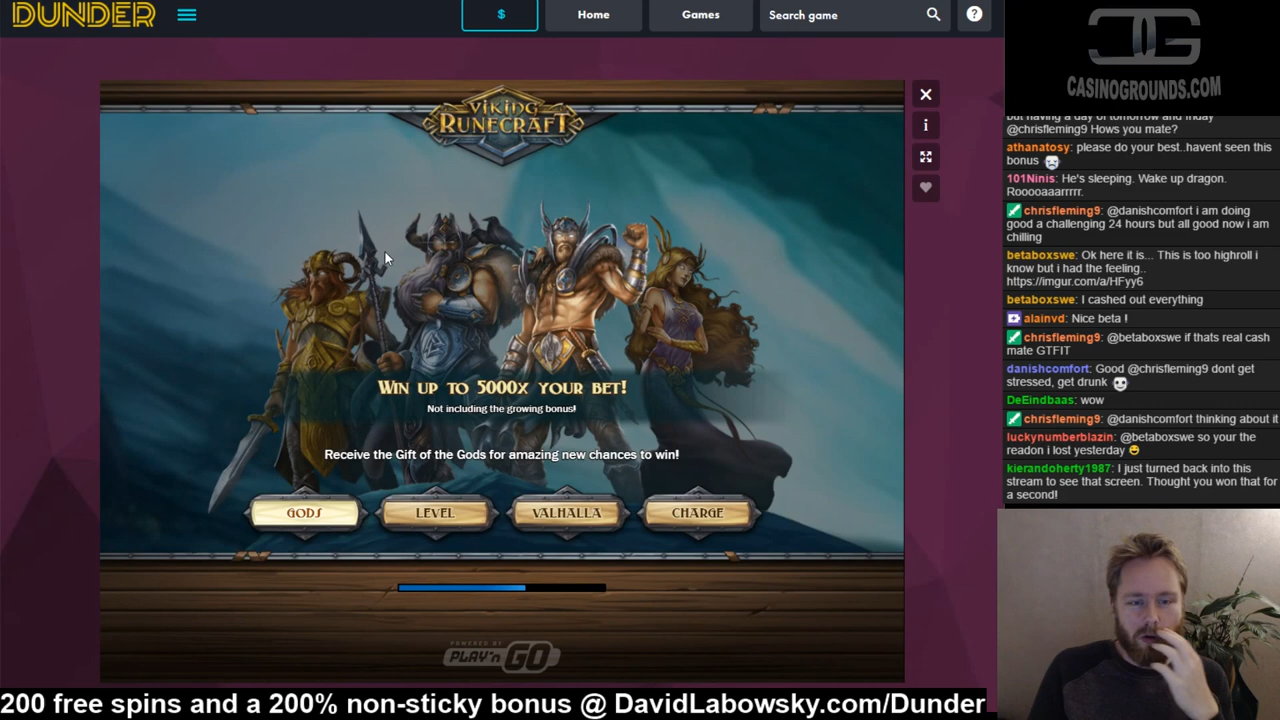 DUNDER
$
Home
Games
Search game
?
CG
CASINOGROUNDS.COM
VIKING
RUNECRAFT
WIN UP TO 5000X YOUR BET!
Not including the growing bonus!
Receive the Gift of the Gods for amazing new chances to win!
GODS
LEVEL
VALHALLA
CHARGE
POWERED BY
PLAY'n GO
but having a day of tomorrow and friday
@chrisfleming9 Hows you mate?
athanatosy: please do your best..havent seen this
bonus
101Ninis: He's sleeping. Wake up dragon.
Rooooaaarrrrr.
chrisfleming9: @danishcomfort i am doing
good a challenging 24 hours but all good now i am
chilling
betaboxswe: Ok here it is... This is too highroll i
know but i had the feeling..
https://imgur.com/a/HFyy6
betaboxswe: I cashed out everything
alainvd: Nice beta !
chrisfleming9: @betaboxswe if thats real cash
mate GTFIT
danishcomfort: Good @chrisfleming9 dont get
stressed, get drunk
DeEindbaas: wow
chrisfleming9: @danishcomfort thinking about it
luckynumberblazin: @betaboxswe so your the
readon i lost yesterday
kierandoherty1987: I just turned back into this
stream to see that screen. Thought you won that for
a second!
200 free spins and a 200% non-sticky bonus @ DavidLabowsky.com/Dunder